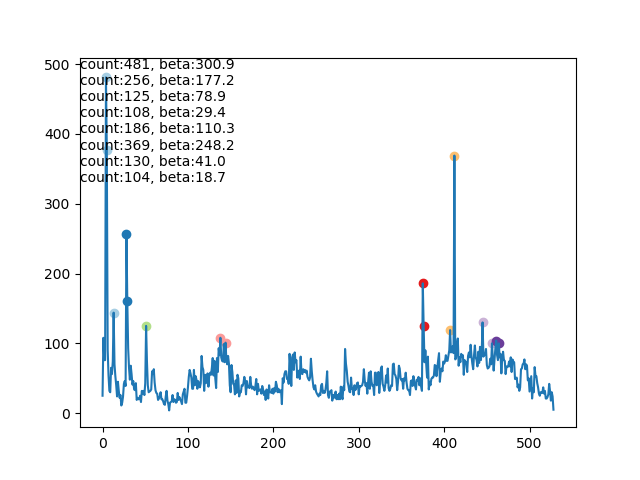 500
count:481, beta:300.9
count:256, beta:177.2
count:125, beta:78.9
count:108, beta:29.4
count:186, beta:110.3
count:369, beta:248.2
count:130, beta:41.0
count:104, beta:18.7
400
300
200
100
0
0 100 200 300 400 500